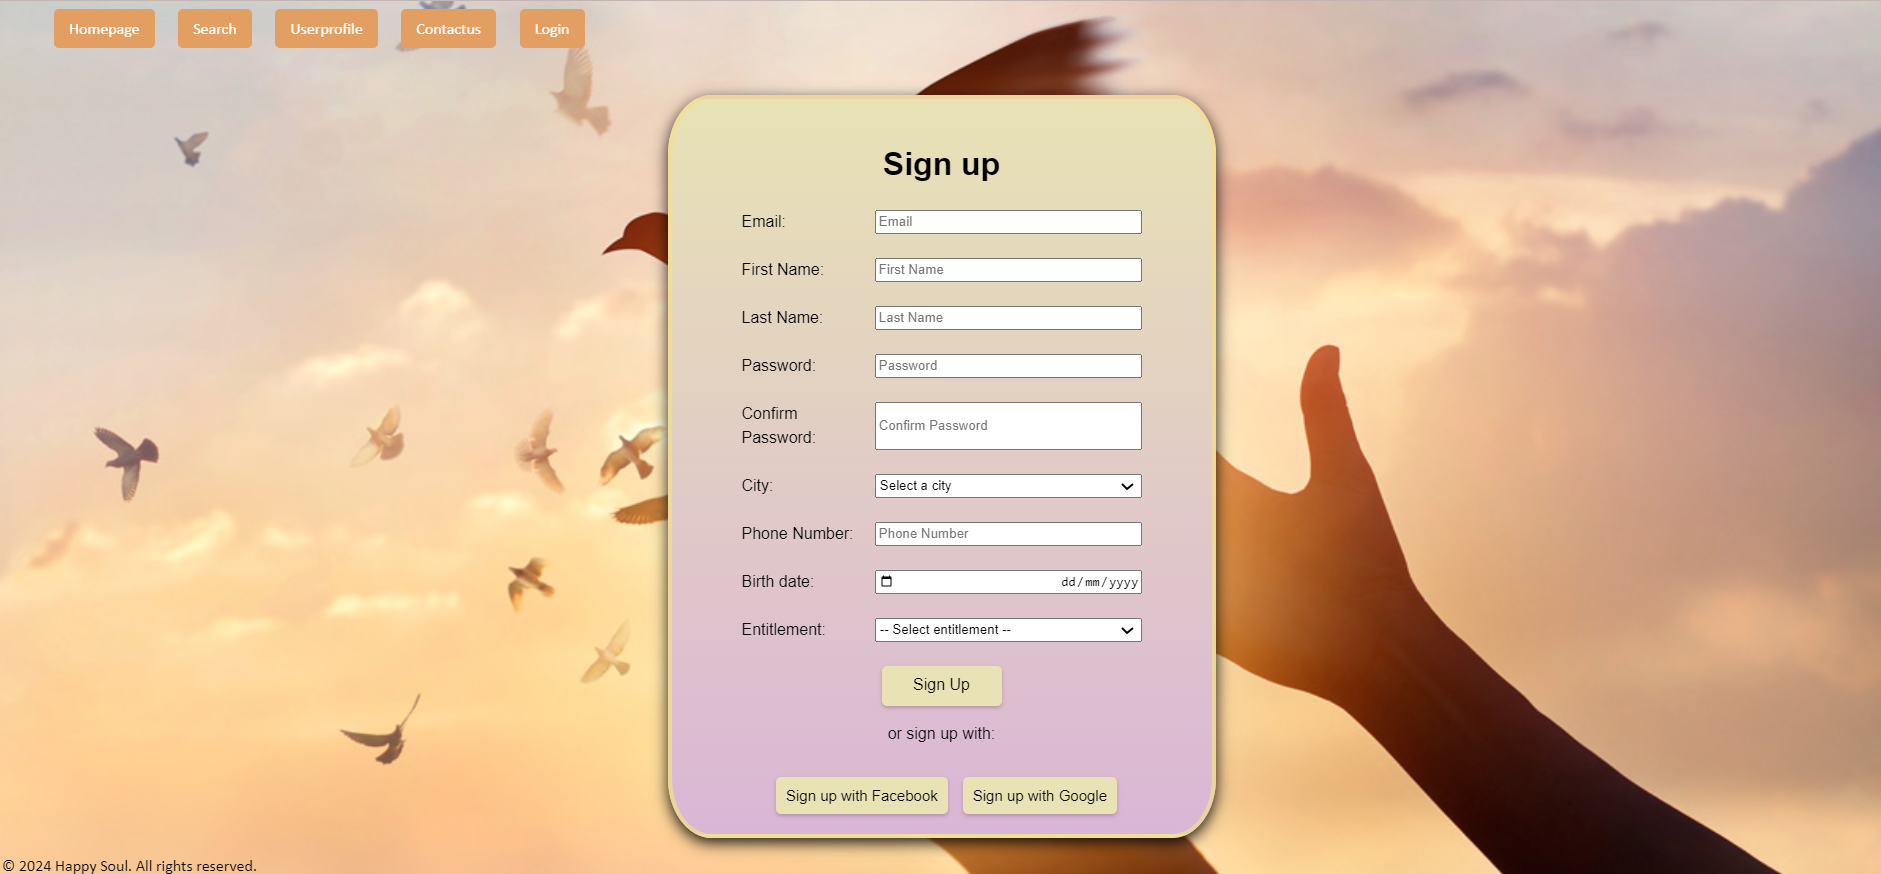 Homepage Search Userprofile Contactus Login
Sign up
Email: Email
First Name: First Name
Last Name: Last Name
Password: Password
Confirm
Password: Confirm Password
City: Select a city
Phone Number: Phone Number
Birth date: dd/mm/yyyy
Entitlement: -- Select entitlement --
Sign Up
or sign up with:
Sign up with Facebook Sign up with Google
© 2024 Happy Soul. All rights reserved.